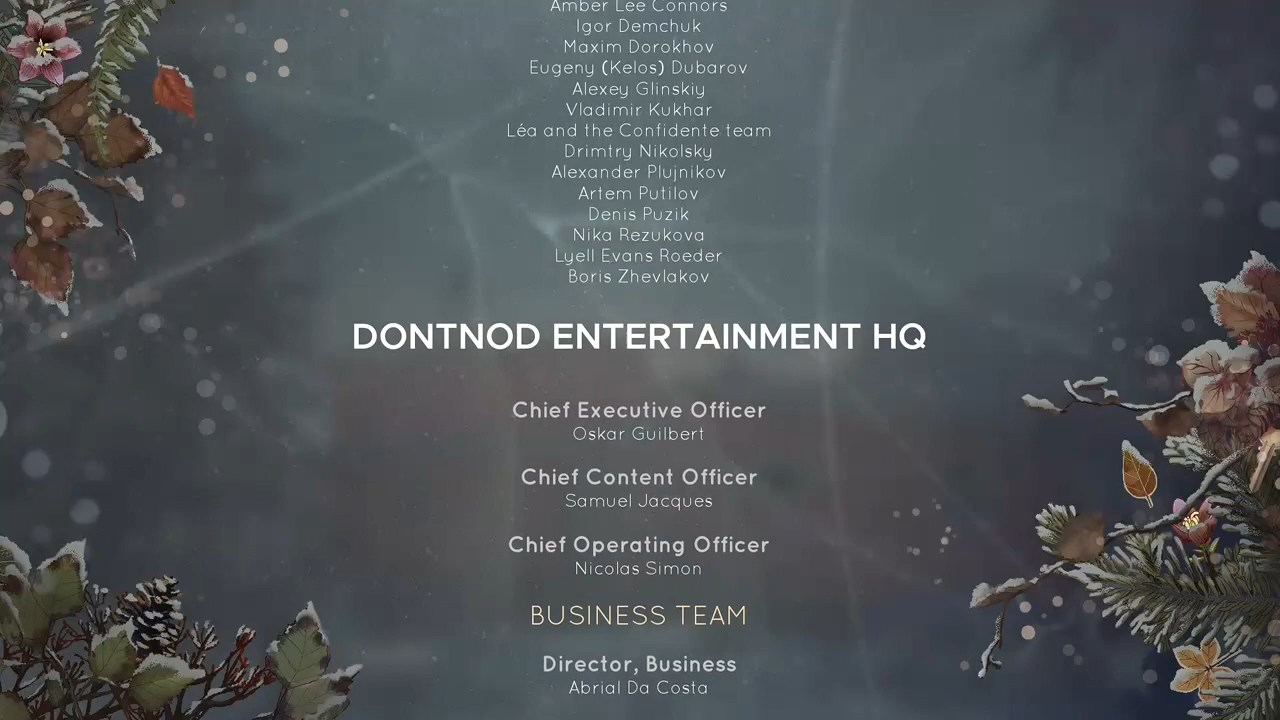 Amber Lee Connors
Igor Demchuk
Maxim Dorokhov
Eugeny (Kelos) Dubarov
Alexey Glinskiy
Vladimir Kukhar
Léa and the Confidente team
Drimtry Nikolsky
Alexander Plujnikov
Artem Putilov
Denis Puzik
Nika Rezukova
Lyell Evans Roeder
Boris Zhevlakov
DONTNOD ENTERTAINMENT HQ
Chief Executive Officer
Oskar Guilbert
Chief Content Officer
Samuel Jacques
Chief Operating Officer
Nicolas Simon
BUSINESS TEAM
Director, Business
Abrial Da Costa